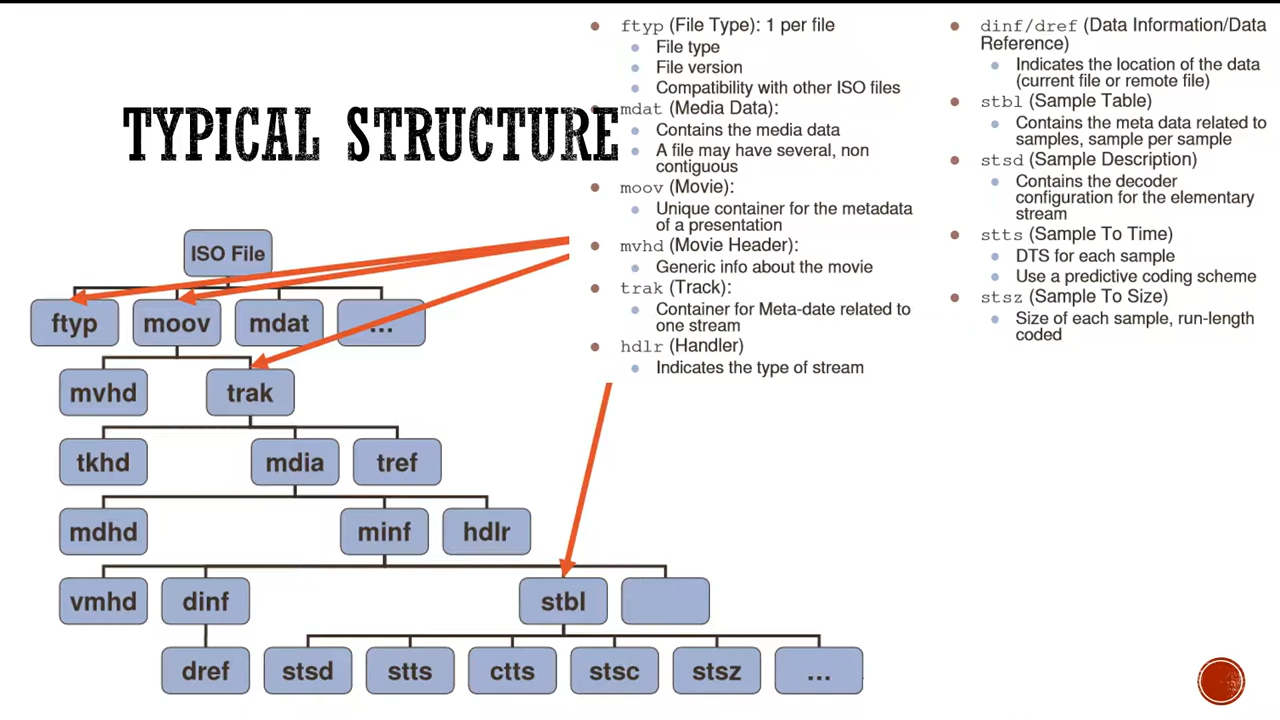 TYPICAL STRUCTURE
ftyp (File Type): 1 per file
File type
File version
Compatibility with other ISO files
mdat (Media Data):
Contains the media data
A file may have several, non
contiguous
moov (Movie):
Unique container for the metadata
of a presentation
mvhd (Movie Header):
Generic info about the movie
trak (Track):
Container for Meta-date related to
one stream
hdlr (Handler)
Indicates the type of stream
dinf/dref (Data Information/Data
Reference)
Indicates the location of the data
(current file or remote file)
stbl (Sample Table)
Contains the meta data related to
samples, sample per sample
stsd (Sample Description)
Contains the decoder
configuration for the elementary
stream
stts (Sample To Time)
DTS for each sample
Use a predictive coding scheme
stsz (Sample To Size)
Size of each sample, run-length
coded
ISO File
ftyp moov mdat ...
mvhd trak
tkhd mdia tref
mdhd minf hdlr
vmhd dinf stbl
dref stsd stts ctts stsc stsz ...